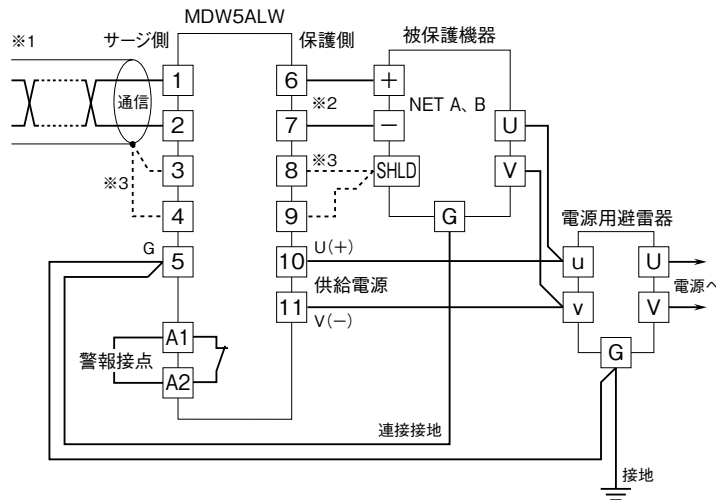 MDW5ALW
※1 サージ側 保護側 被保護機器
1 6 +
通信 ※2 NET A、B
2 7 − U
3 8 ※3 SHLD V
※3
4 9 G 電源用避雷器
G 5 10 U(+) u U
供給電源 電源へ
11 V(−) v V
A1 G
警報接点
A2
連接接地
接地